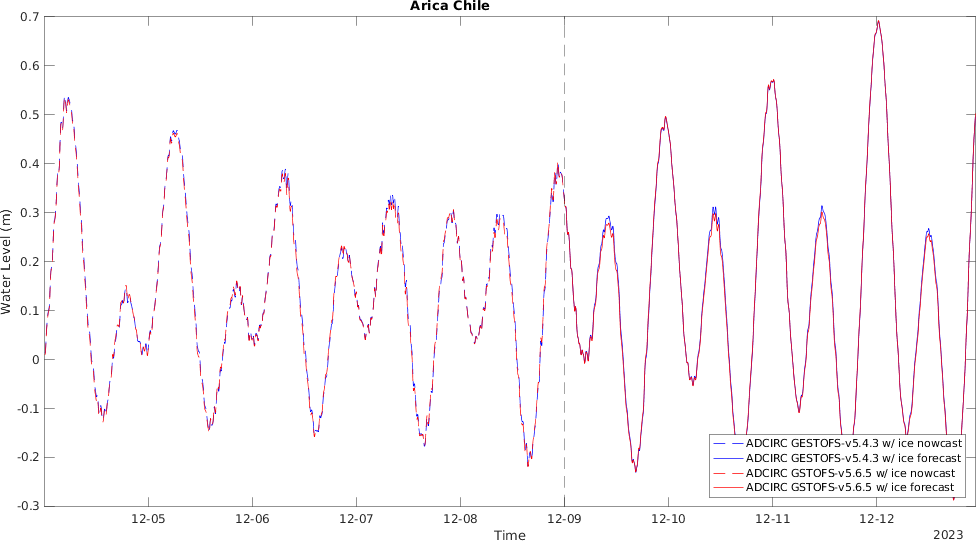 Arica Chile
0.7
0.6
0.5
0.4
0.3
0.2
0.1
0
-0.1
-0.2
-0.3
Water Level (m)
ADCIRC GESTOFS-v5.4.3 w/ ice nowcast
ADCIRC GESTOFS-v5.4.3 w/ ice forecast
ADCIRC GSTOFS-v5.6.5 w/ ice nowcast
ADCIRC GSTOFS-v5.6.5 w/ ice forecast
12-05 12-06 12-07 12-08 12-09 12-10 12-11 12-12
Time
2023